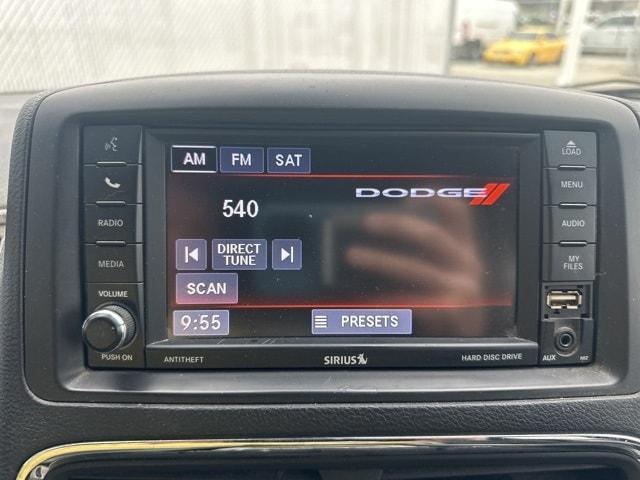 AM FM SAT
DODGE
540
DIRECT
TUNE
SCAN
9:55
PRESETS
RADIO
MEDIA
VOLUME
PUSH ON
LOAD
MENU
AUDIO
MY
FILES
AUX
ANTITHEFT
SIRIUS
HARD DISC DRIVE